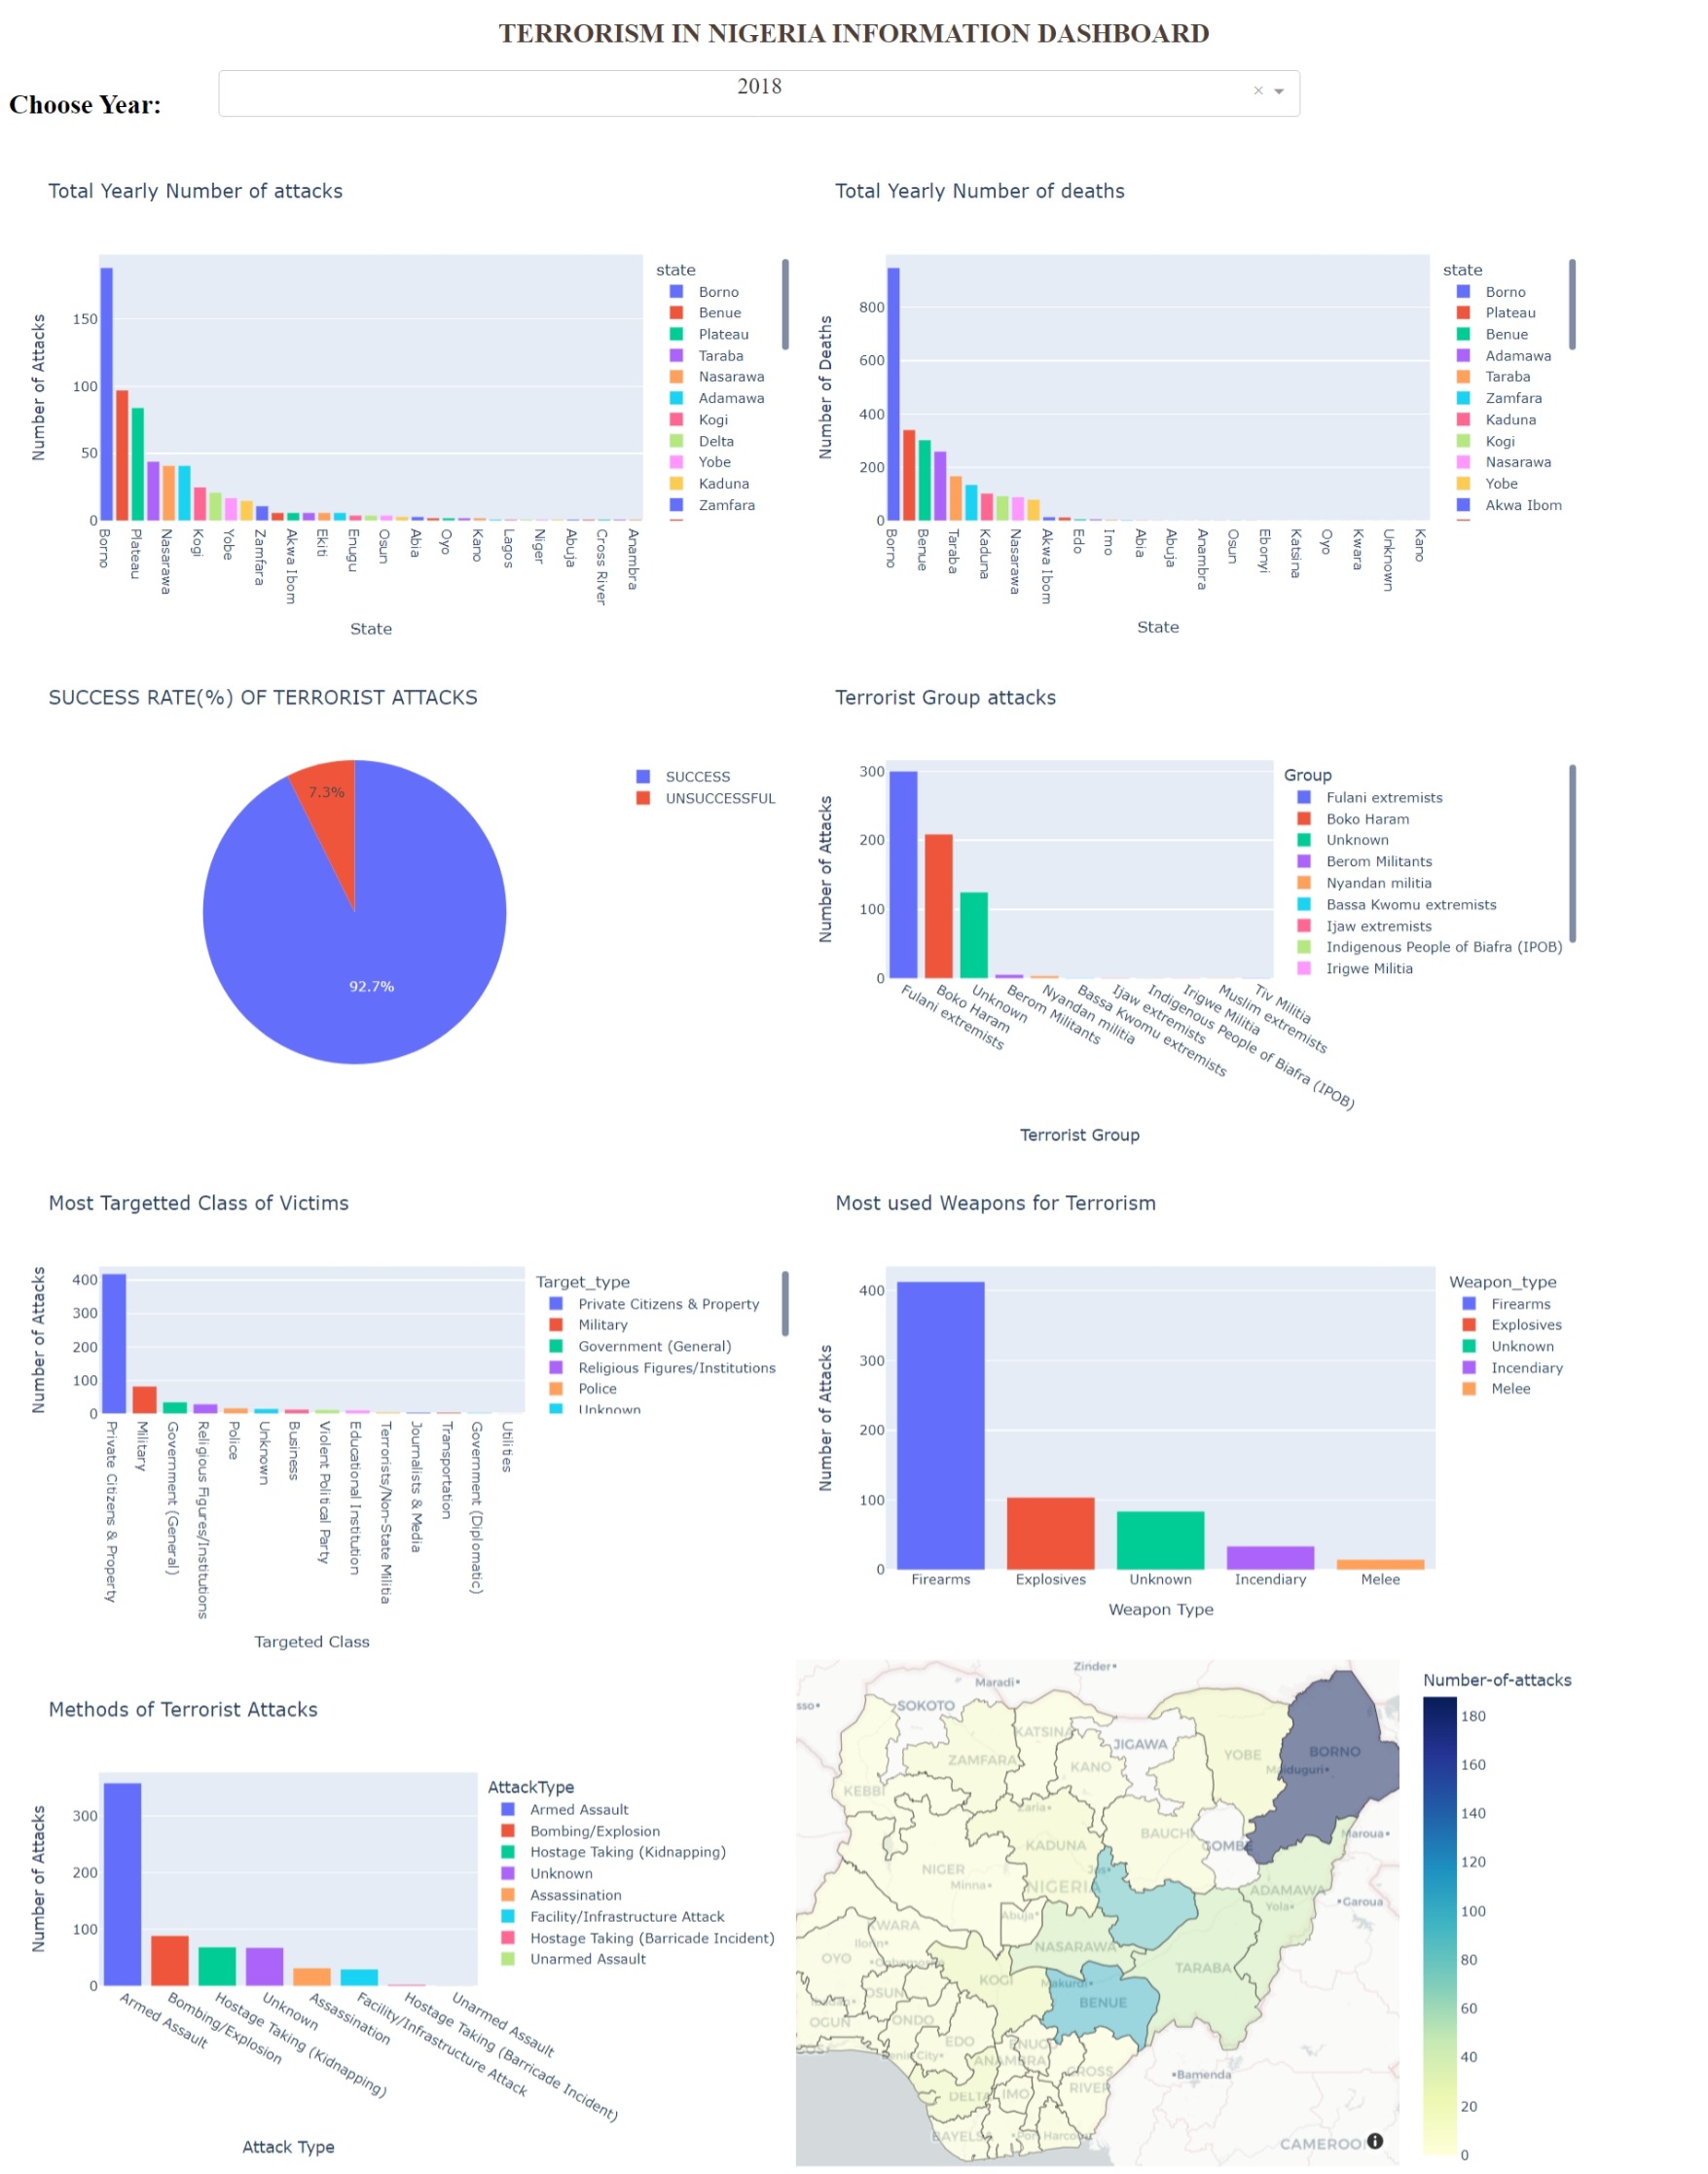 TERRORISM IN NIGERIA INFORMATION DASHBOARD
Choose Year:
2018
× 
Total Yearly Number of attacks
Number of Attacks
150
100
50
0
Borno
Plateau
Nasarawa
Kogi
Yobe
Zamfara
Akwa Ibom
Ekiti
Enugu
Osun
Abia
Oyo
Kano
Lagos
Niger
Abuja
Cross River
Anambra
State
state
Borno
Benue
Plateau
Taraba
Nasarawa
Adamawa
Kogi
Delta
Yobe
Kaduna
Zamfara
Total Yearly Number of deaths
Number of Deaths
800
600
400
200
0
Borno
Benue
Taraba
Kaduna
Nasarawa
Akwa Ibom
Edo
Imo
Abia
Abuja
Anambra
Osun
Ebonyi
Katsina
Oyo
Kwara
Unknown
Kano
State
state
Borno
Plateau
Benue
Adamawa
Taraba
Zamfara
Kaduna
Kogi
Nasarawa
Yobe
Akwa Ibom
SUCCESS RATE(%) OF TERRORIST ATTACKS
7.3%
92.7%
SUCCESS
UNSUCCESSFUL
Terrorist Group attacks
Number of Attacks
300
200
100
0
Fulani extremists
Boko Haram
Unknown
Berom Militants
Nyandan militia
Bassa Kwomu extremists
Ijaw extremists
Indigenous People of Biafra (IPOB)
Irigwe Militia
Muslim extremists
Tiv Militia
Terrorist Group
Group
Fulani extremists
Boko Haram
Unknown
Berom Militants
Nyandan militia
Bassa Kwomu extremists
Ijaw extremists
Indigenous People of Biafra (IPOB)
Irigwe Militia
Most Targetted Class of Victims
Number of Attacks
400
300
200
100
0
Private Citizens & Property
Military
Government (General)
Religious Figures/Institutions
Police
Unknown
Business
Violent Political Party
Educational Institution
Terrorists/Non-State Militia
Journalists & Media
Transportation
Government (Diplomatic)
Utilities
Targeted Class
Target_type
Private Citizens & Property
Military
Government (General)
Religious Figures/Institutions
Police
Unknown
Most used Weapons for Terrorism
Number of Attacks
400
300
200
100
0
Firearms
Explosives
Unknown
Incendiary
Melee
Weapon Type
Weapon_type
Firearms
Explosives
Unknown
Incendiary
Melee
Methods of Terrorist Attacks
Number of Attacks
300
200
100
0
Armed Assault
Bombing/Explosion
Hostage Taking (Kidnapping)
Unknown
Assassination
Facility/Infrastructure Attack
Hostage Taking (Barricade Incident)
Unarmed Assault
Attack Type
AttackType
Armed Assault
Bombing/Explosion
Hostage Taking (Kidnapping)
Unknown
Assassination
Facility/Infrastructure Attack
Hostage Taking (Barricade Incident)
Unarmed Assault
Zinder
Maradi
sso
SOKOTO
KATSINA
JIGAWA
ZAMFARA
KANO
YOBE
BORNO
Maiduguri
KEBBI
Zaria
KADUNA
BAUCHI
GOMBE
Maroua
NIGER
Jos
Minna
NIGERIA
ADAMAWA
Yola
Garoua
Abuja
KWARA
Ilorin
NASARAWA
OYO
TARABA
KOGI
Makurdi
BENUE
OSUN
OGUN
ONDO
EDO
ENUGU
Benin City
ANAMBRA
CROSS
RIVER
Bamenda
DELTA
IMO
BAYELSA
Port Harcourt
CAMEROO
i
Number-of-attacks
180
160
140
120
100
80
60
40
20
0